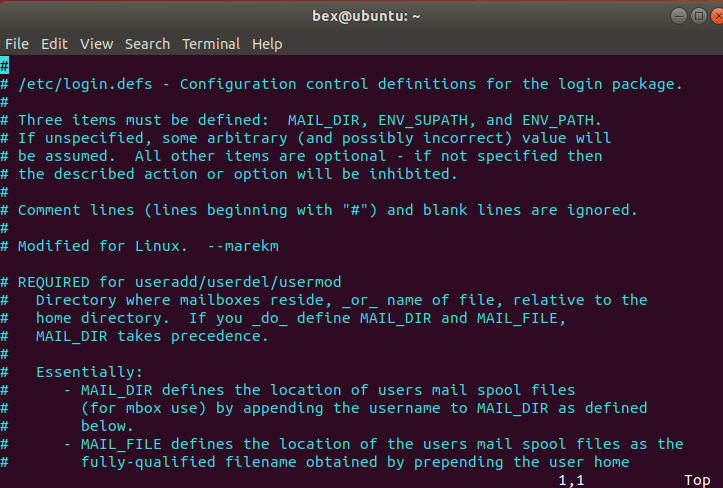 bex@ubuntu: ~
File Edit View Search Terminal Help
#
# /etc/login.defs - Configuration control definitions for the login package.
#
# Three items must be defined:  MAIL_DIR, ENV_SUPATH, and ENV_PATH.
# If unspecified, some arbitrary (and possibly incorrect) value will
# be assumed.  All other items are optional - if not specified then
# the described action or option will be inhibited.
#
# Comment lines (lines beginning with "#") and blank lines are ignored.
#
# Modified for Linux.  --marekm

# REQUIRED for useradd/userdel/usermod
#   Directory where mailboxes reside, _or_ name of file, relative to the
#   home directory.  If you _do_ define MAIL_DIR and MAIL_FILE,
#   MAIL_DIR takes precedence.
#
#   Essentially:
#      - MAIL_DIR defines the location of users mail spool files
#        (for mbox use) by appending the username to MAIL_DIR as defined
#        below.
#      - MAIL_FILE defines the location of the users mail spool files as the
#        fully-qualified filename obtained by prepending the user home
1,1 Top